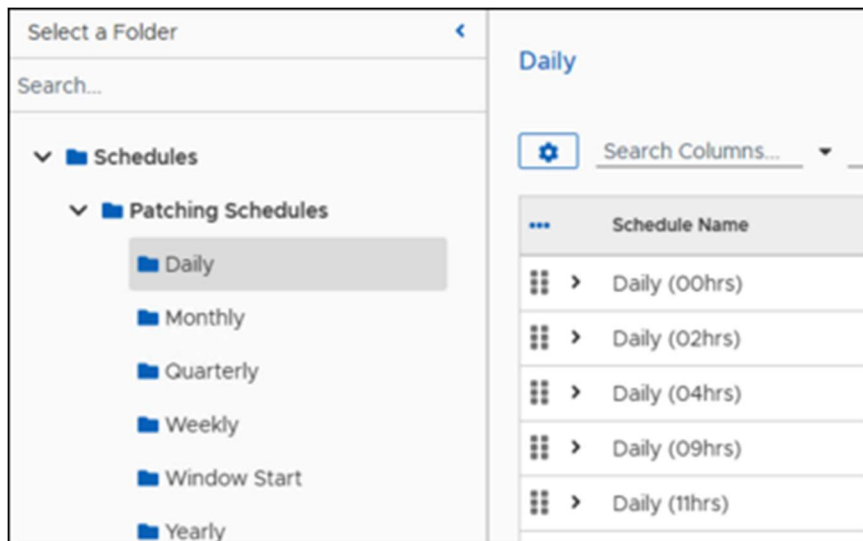 Select a Folder
Search...
Schedules
Patching Schedules
Daily
Monthly
Quarterly
Weekly
Window Start
Yearly
Daily
Search Columns...
Schedule Name
Daily (00hrs)
Daily (02hrs)
Daily (04hrs)
Daily (09hrs)
Daily (11hrs)